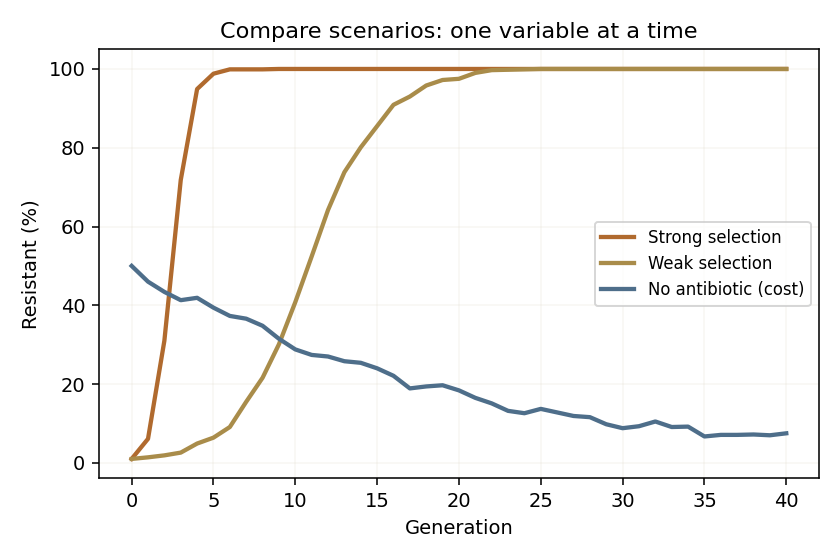 Compare scenarios: one variable at a time
Resistant (%)
100
80
60
40
20
0
Strong selection
Weak selection
No antibiotic (cost)
0 5 10 15 20 25 30 35 40
Generation